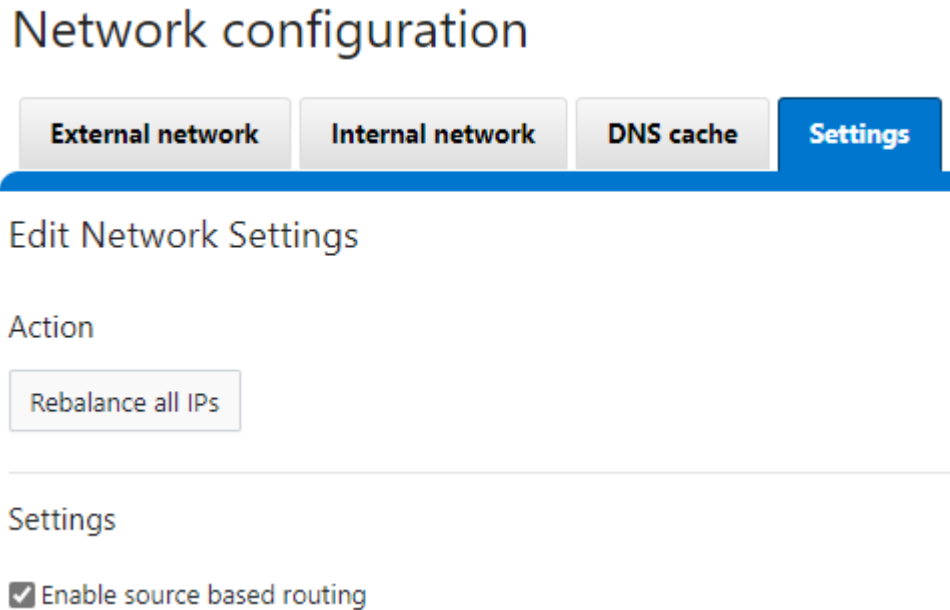 Network configuration
External network Internal network DNS cache Settings
Edit Network Settings
Action
Rebalance all IPs
Settings
Enable source based routing